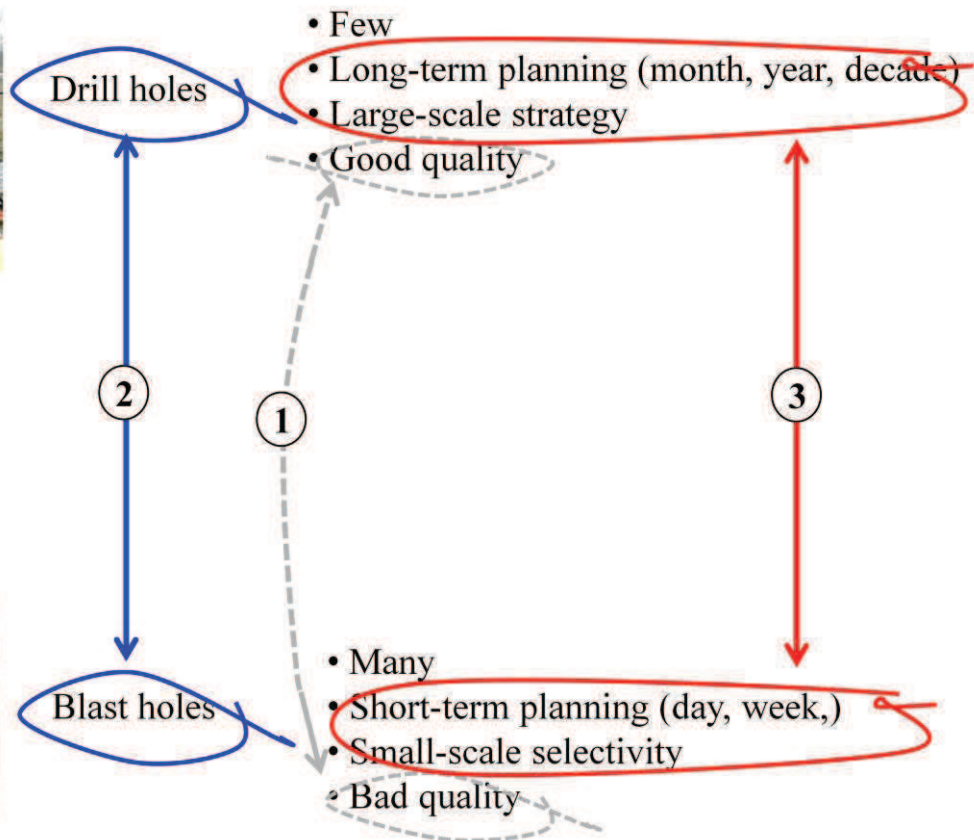 • Few
Drill holes
• Long-term planning (month, year, decade)
• Large-scale strategy
• Good quality
2
1
3
• Many
Blast holes
• Short-term planning (day, week,)
• Small-scale selectivity
• Bad quality